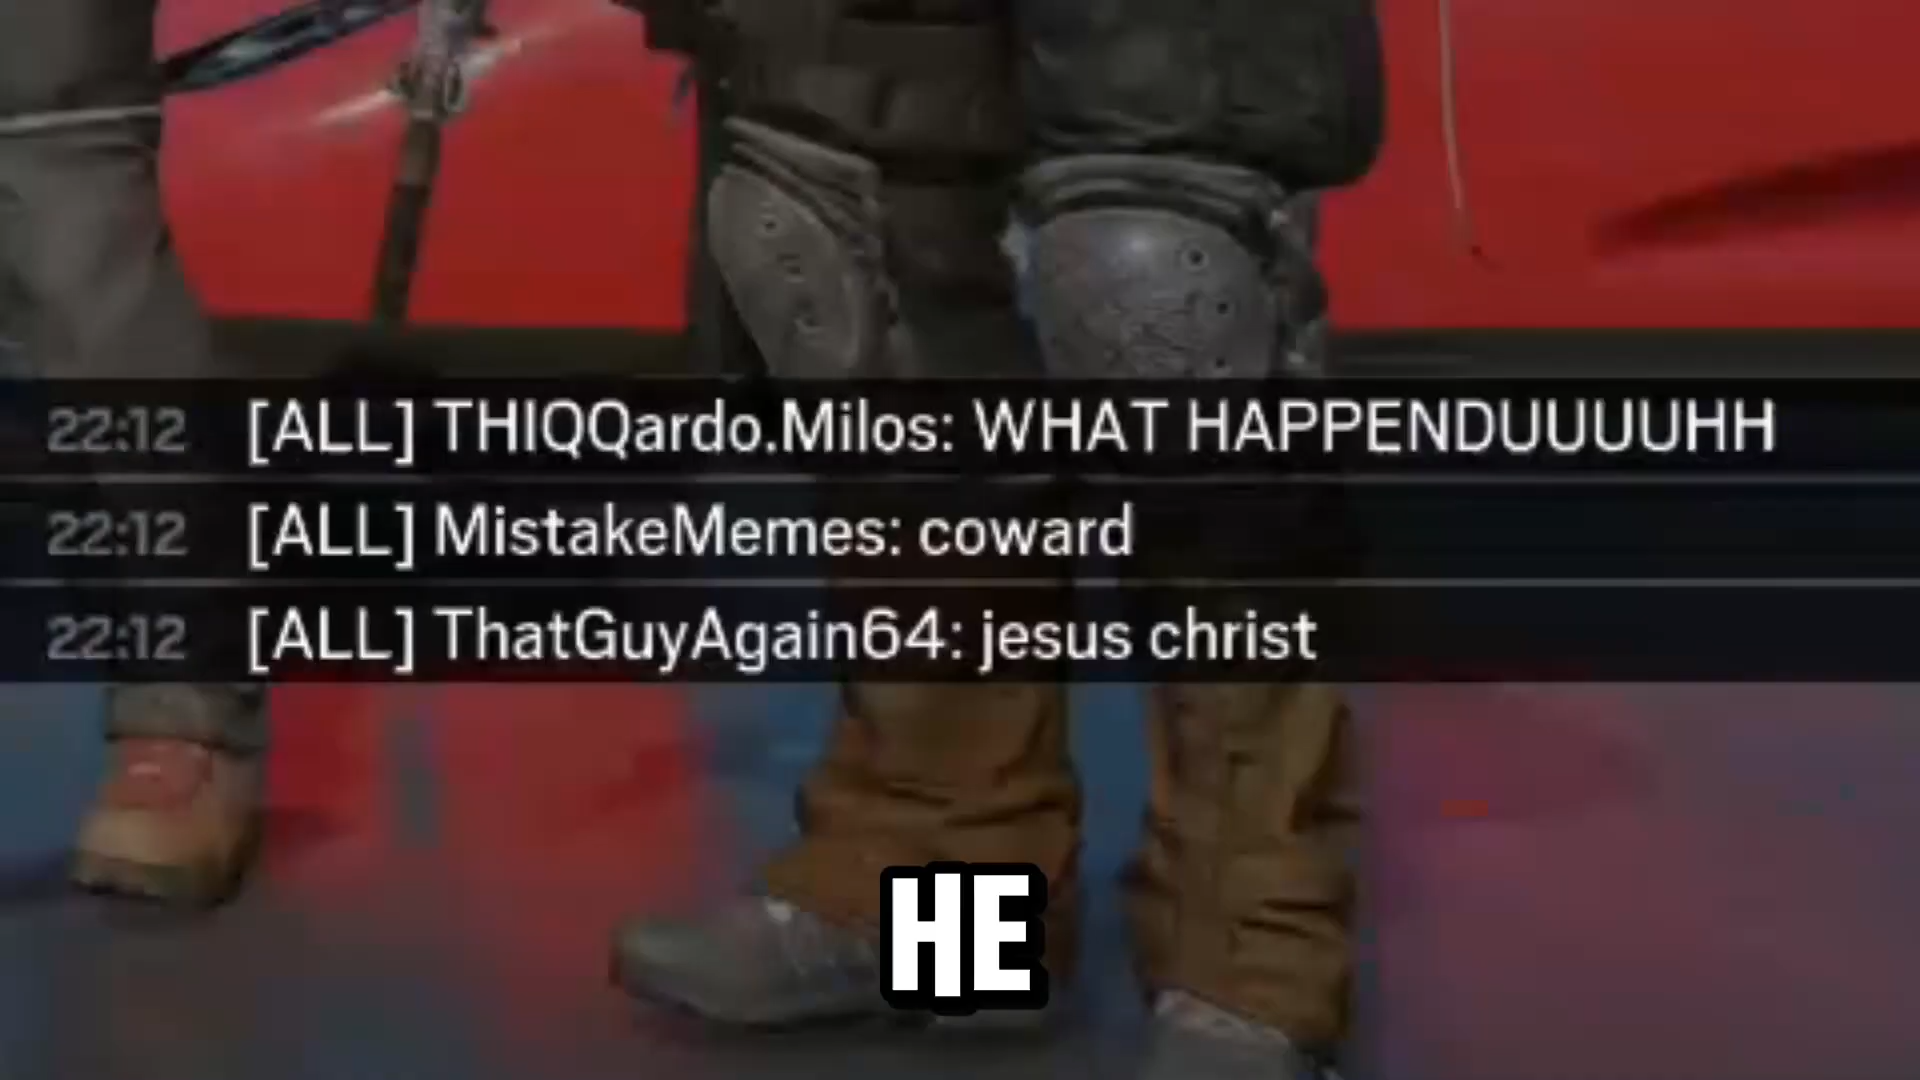 22:12 [ALL] THIQQardo.Milos: WHAT HAPPENDUUUUHH
22:12 [ALL] MistakeMemes: coward
22:12 [ALL] ThatGuyAgain64: jesus christ
HE